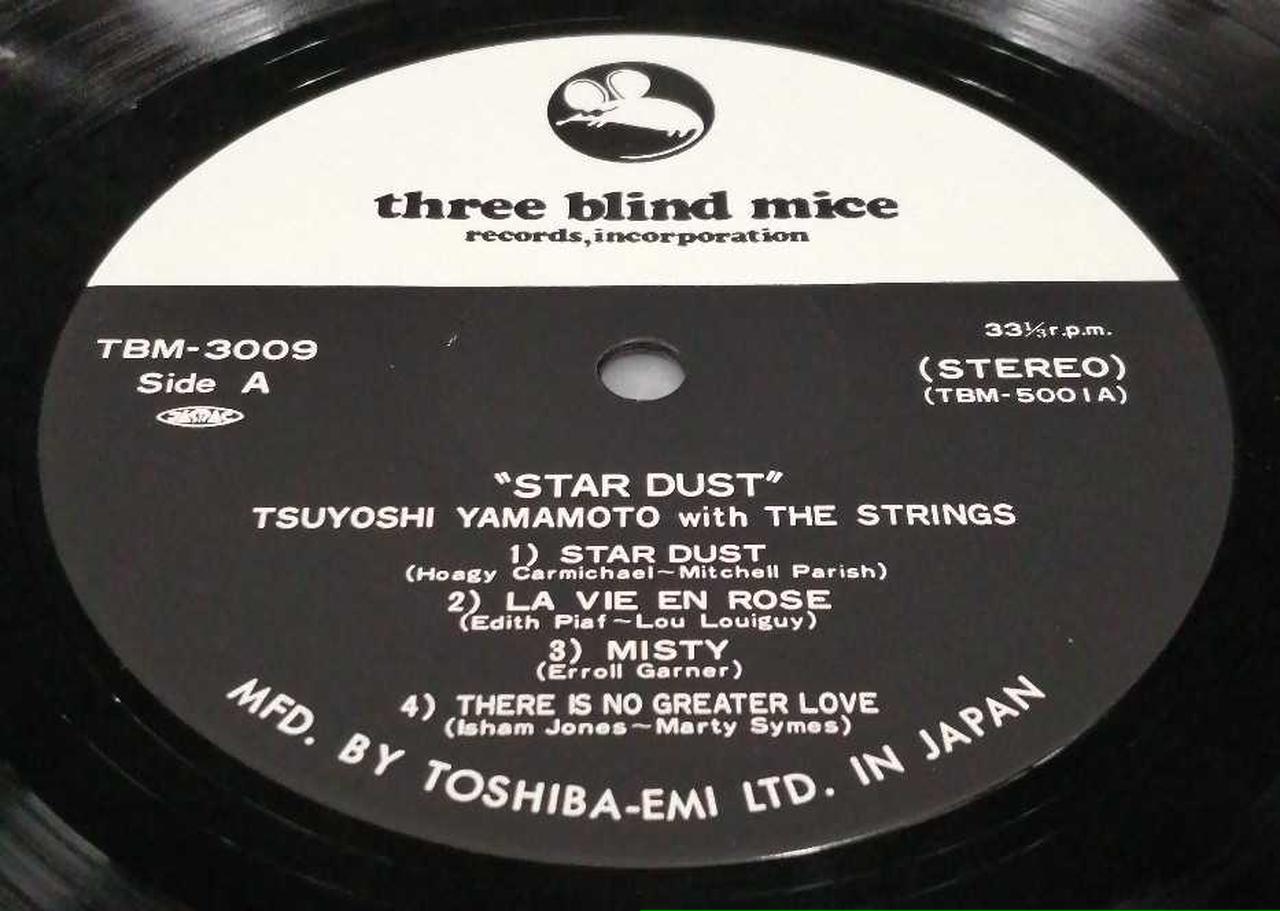 three blind mice
records, incorporation
TBM-3009
Side A
JASRAC
33⅓ r.p.m.
(STEREO)
(TBM-5001A)
"STAR DUST"
TSUYOSHI YAMAMOTO with THE STRINGS
1) STAR DUST
(Hoagy Carmichael~Mitchell Parish)
2) LA VIE EN ROSE
(Edith Piaf~Lou Louiguy)
3) MISTY
(Erroll Garner)
4) THERE IS NO GREATER LOVE
(Isham Jones~Marty Symes)
MFD. BY TOSHIBA-EMI LTD. IN JAPAN